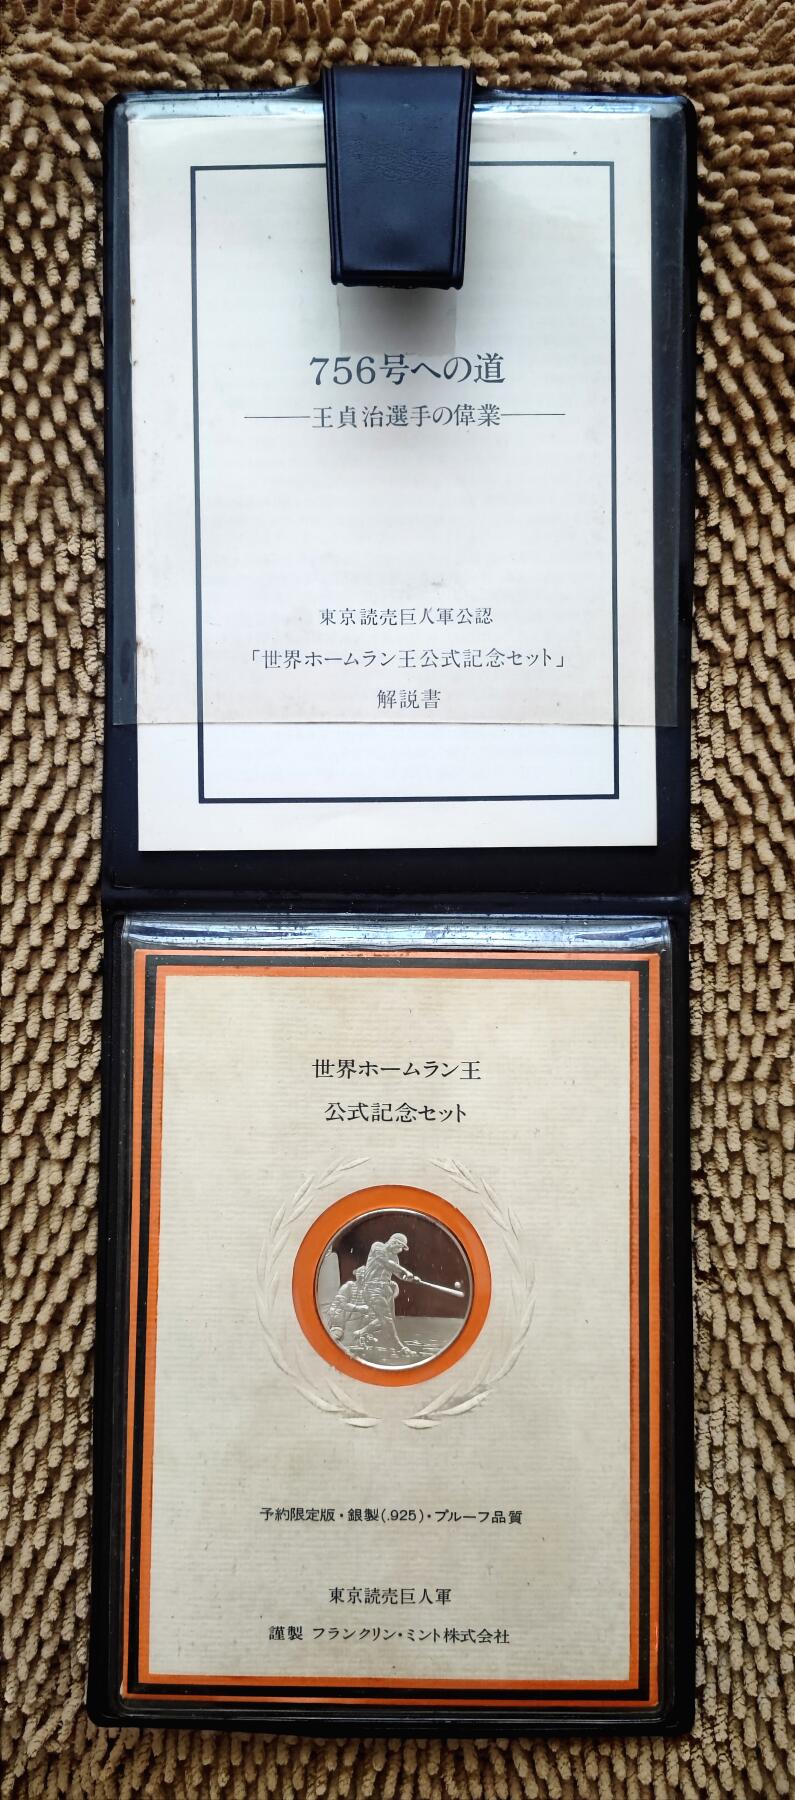 756号への道
王貞治選手の偉業
東京読売巨人軍公認
「世界ホームラン王公式記念セット」
解説書
世界ホームラン王
公式記念セット
予約限定版・銀製(.925)・プルーフ品質
東京読売巨人軍
謹製 フランクリン・ミント株式会社